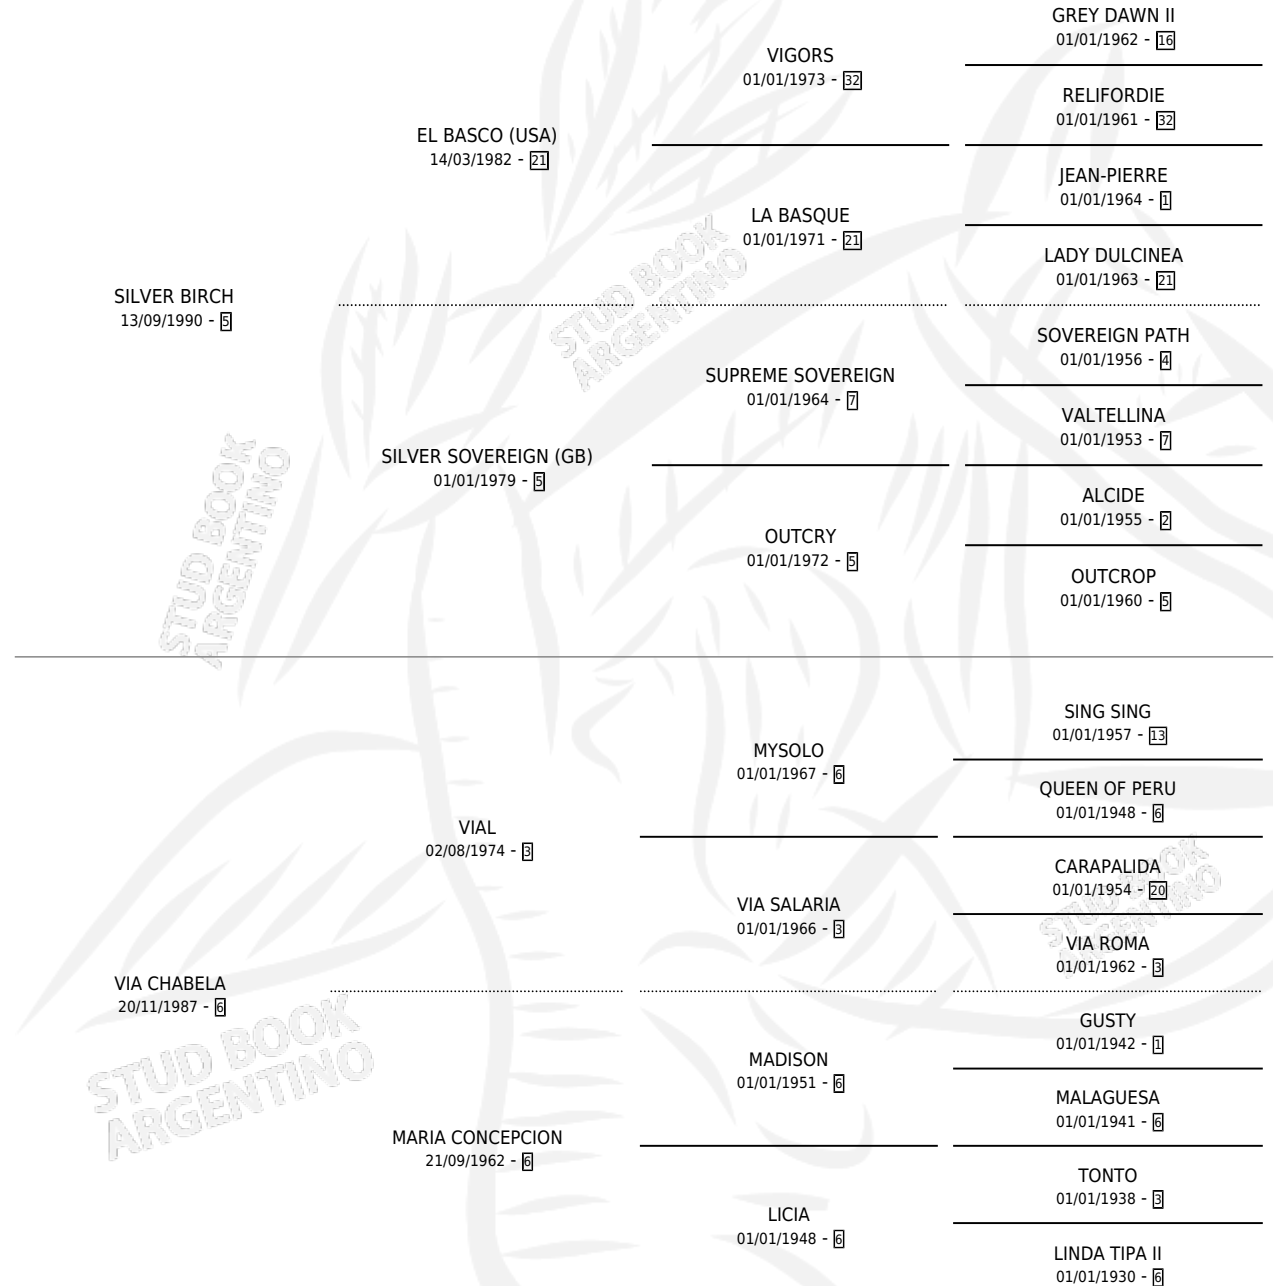 GREY DAWN II
01/01/1962 - 16
VIGORS
01/01/1973 - 32
RELIFORDIE
01/01/1961 - 32
EL BASCO (USA)
14/03/1982 - 21
JEAN-PIERRE
01/01/1964 - 1
LA BASQUE
01/01/1971 - 21
LADY DULCINEA
01/01/1963 - 21
SILVER BIRCH
13/09/1990 - 5
STUD BOOK
ARGENTINO
SOVEREIGN PATH
01/01/1956 - 4
SUPREME SOVEREIGN
01/01/1964 - 7
VALTELLINA
01/01/1953 - 7
SILVER SOVEREIGN (GB)
01/01/1979 - 5
ALCIDE
01/01/1955 - 2
OUTCRY
01/01/1972 - 5
OUTCROP
01/01/1960 - 5
STUD BOOK
ARGENTINO
SING SING
01/01/1957 - 13
MYSOLO
01/01/1967 - 6
QUEEN OF PERU
01/01/1948 - 6
VIAL
02/08/1974 - 3
CARAPALIDA
01/01/1954 - 20
VIA SALARIA
01/01/1966 - 3
STUD BOOK
ARGENTINO
VIA ROMA
01/01/1962 - 3
VIA CHABELA
20/11/1987 - 6
GUSTY
01/01/1942 - 1
STUD BOOK
ARGENTINO
MADISON
01/01/1951 - 6
MALAGUESA
01/01/1941 - 6
MARIA CONCEPCION
21/09/1962 - 6
TONTO
01/01/1938 - 3
LICIA
01/01/1948 - 6
LINDA TIPA II
01/01/1930 - 6